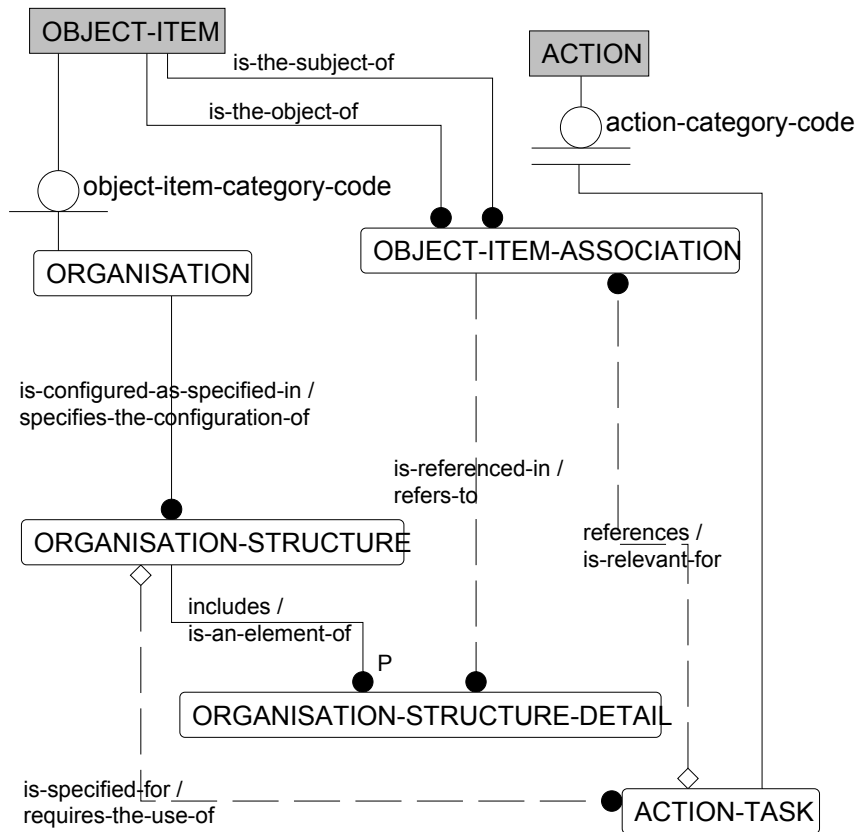 OBJECT-ITEM
is-the-subject-of
ACTION
is-the-object-of
action-category-code
object-item-category-code
OBJECT-ITEM-ASSOCIATION
ORGANISATION
is-configured-as-specified-in /
specifies-the-configuration-of
is-referenced-in /
refers-to
ORGANISATION-STRUCTURE
references /
is-relevant-for
includes /
is-an-element-of
P
ORGANISATION-STRUCTURE-DETAIL
is-specified-for /
requires-the-use-of
ACTION-TASK